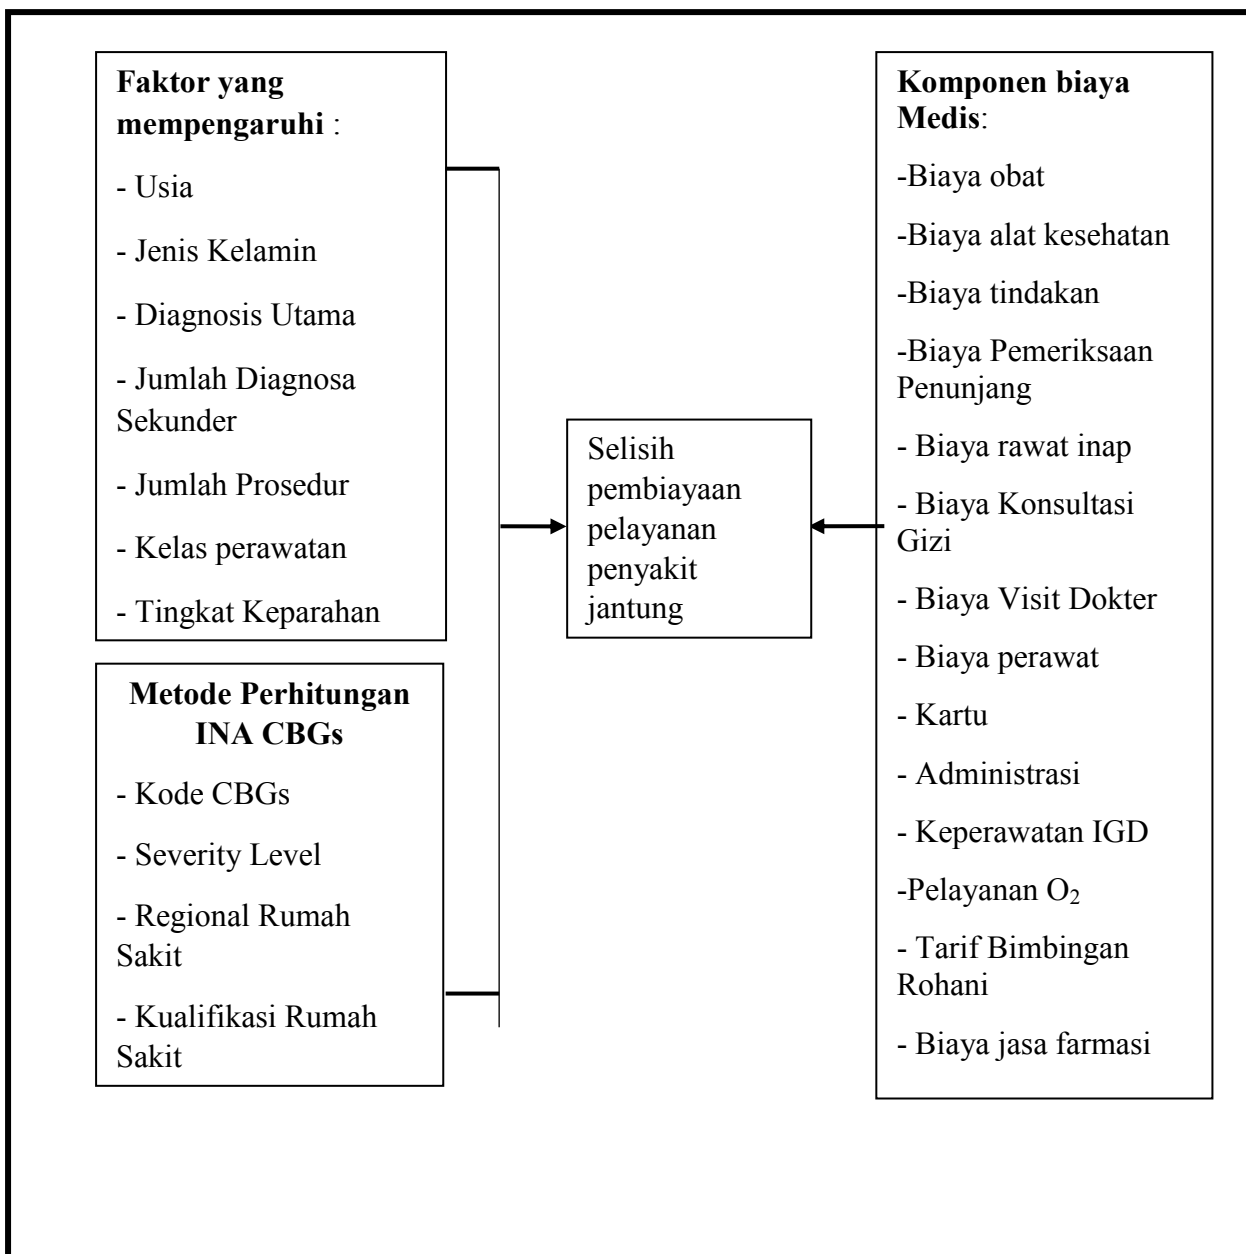 Faktor yang
mempengaruhi :
- Usia
- Jenis Kelamin
- Diagnosis Utama
- Jumlah Diagnosa
Sekunder
- Jumlah Prosedur
- Kelas perawatan
- Tingkat Keparahan
Metode Perhitungan
INA CBGs
- Kode CBGs
- Severity Level
- Regional Rumah
Sakit
- Kualifikasi Rumah
Sakit
Selisih
pembiayaan
pelayanan
penyakit
jantung
Komponen biaya
Medis:
-Biaya obat
-Biaya alat kesehatan
-Biaya tindakan
-Biaya Pemeriksaan
Penunjang
- Biaya rawat inap
- Biaya Konsultasi
Gizi
- Biaya Visit Dokter
- Biaya perawat
- Kartu
- Administrasi
- Keperawatan IGD
-Pelayanan O₂
- Tarif Bimbingan
Rohani
- Biaya jasa farmasi